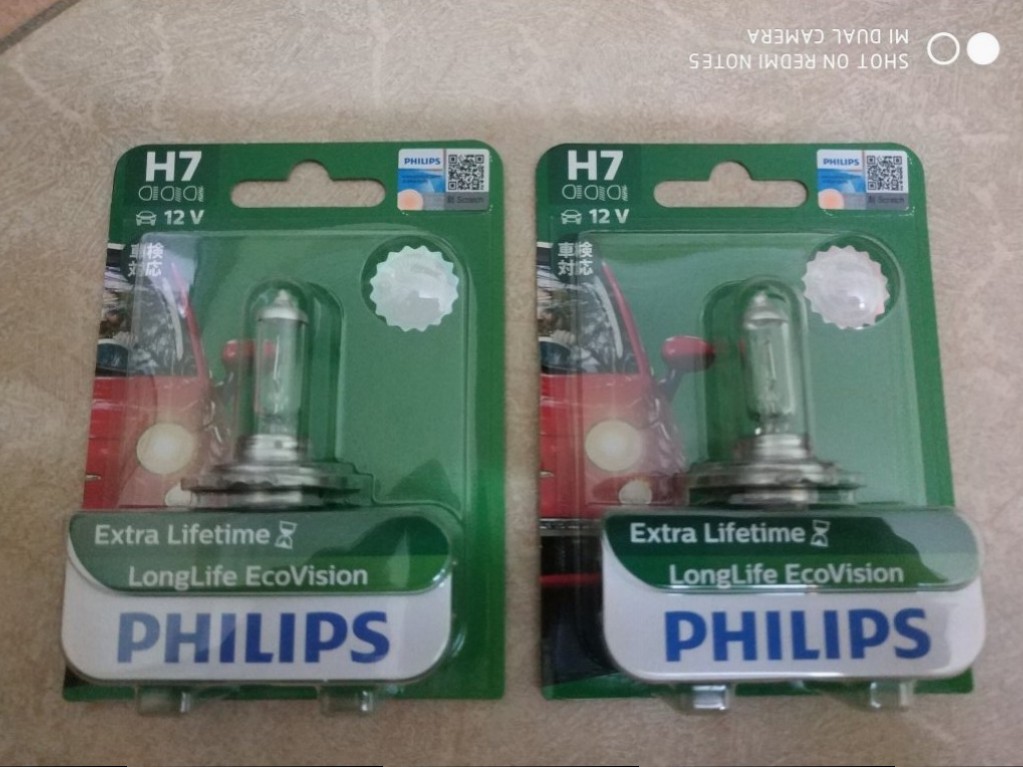 SHOT ON REDMI NOTE5
MI DUAL CAMERA
H7
PHILIPS
12 V
車検
対応
Extra Lifetime
LongLife EcoVision
PHILIPS
H7
PHILIPS
12 V
車検
対応
Extra Lifetime
LongLife EcoVision
PHILIPS